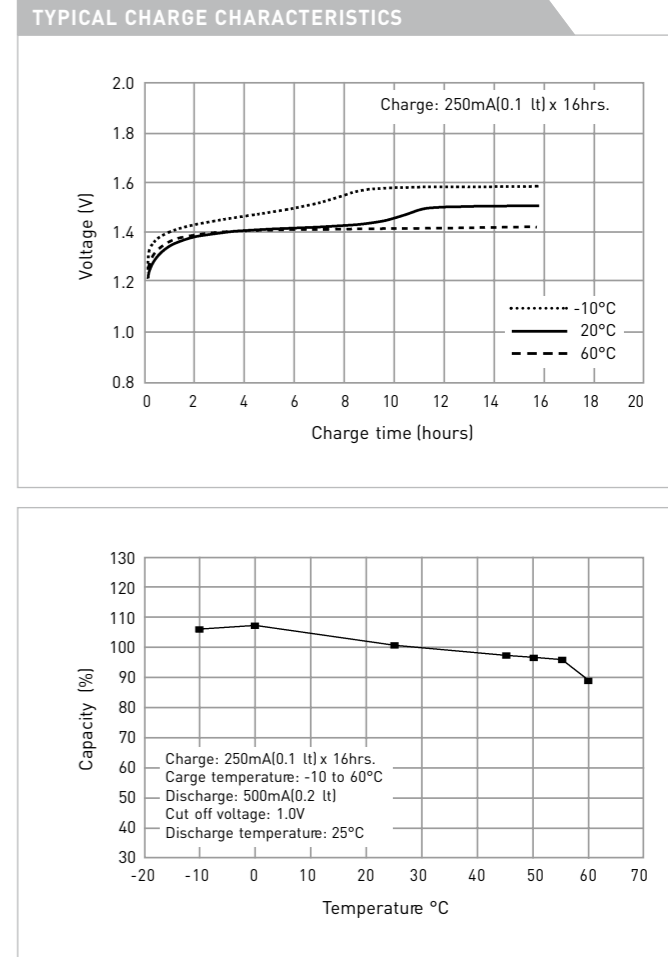 TYPICAL CHARGE CHARACTERISTICS
2.0
1.8
1.6
1.4
1.2
1.0
0.8
Voltage (V)
Charge: 250mA(0.1 lt) x 16hrs.
-10°C
20°C
60°C
0 2 4 6 8 10 12 14 16 18 20
Charge time (hours)
130
120
110
100
90
80
70
60
50
40
30
Capacity (%)
Charge: 250mA(0.1 lt) x 16hrs.
Carge temperature: -10 to 60°C
Discharge: 500mA(0.2 lt)
Cut off voltage: 1.0V
Discharge temperature: 25°C
-20 -10 0 10 20 30 40 50 60 70
Temperature °C